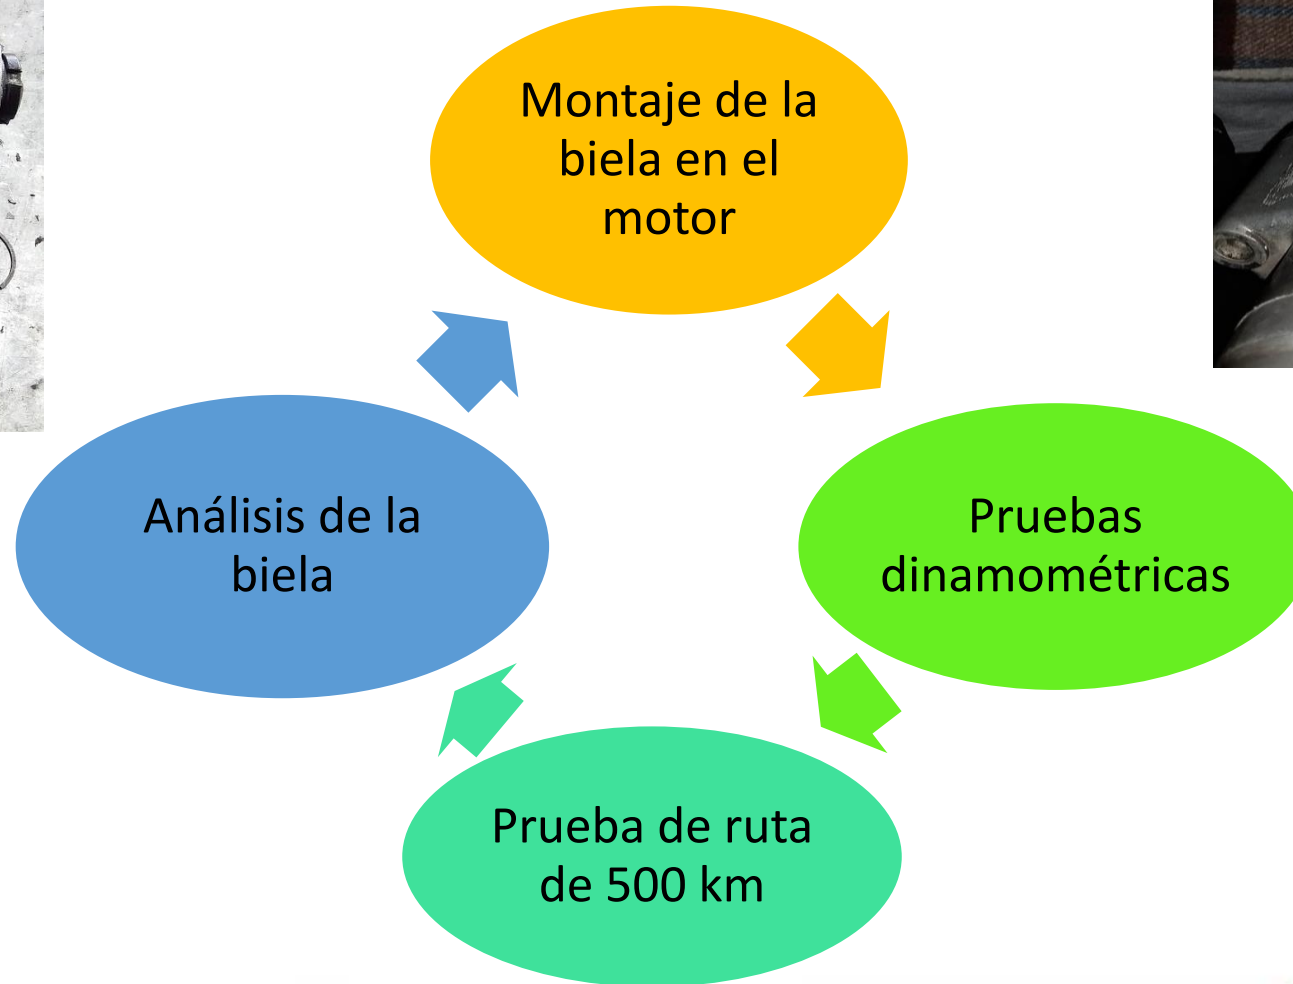 Montaje de la
biela en el
motor
Pruebas
dinamométricas
Prueba de ruta
de 500 km
Análisis de la
biela